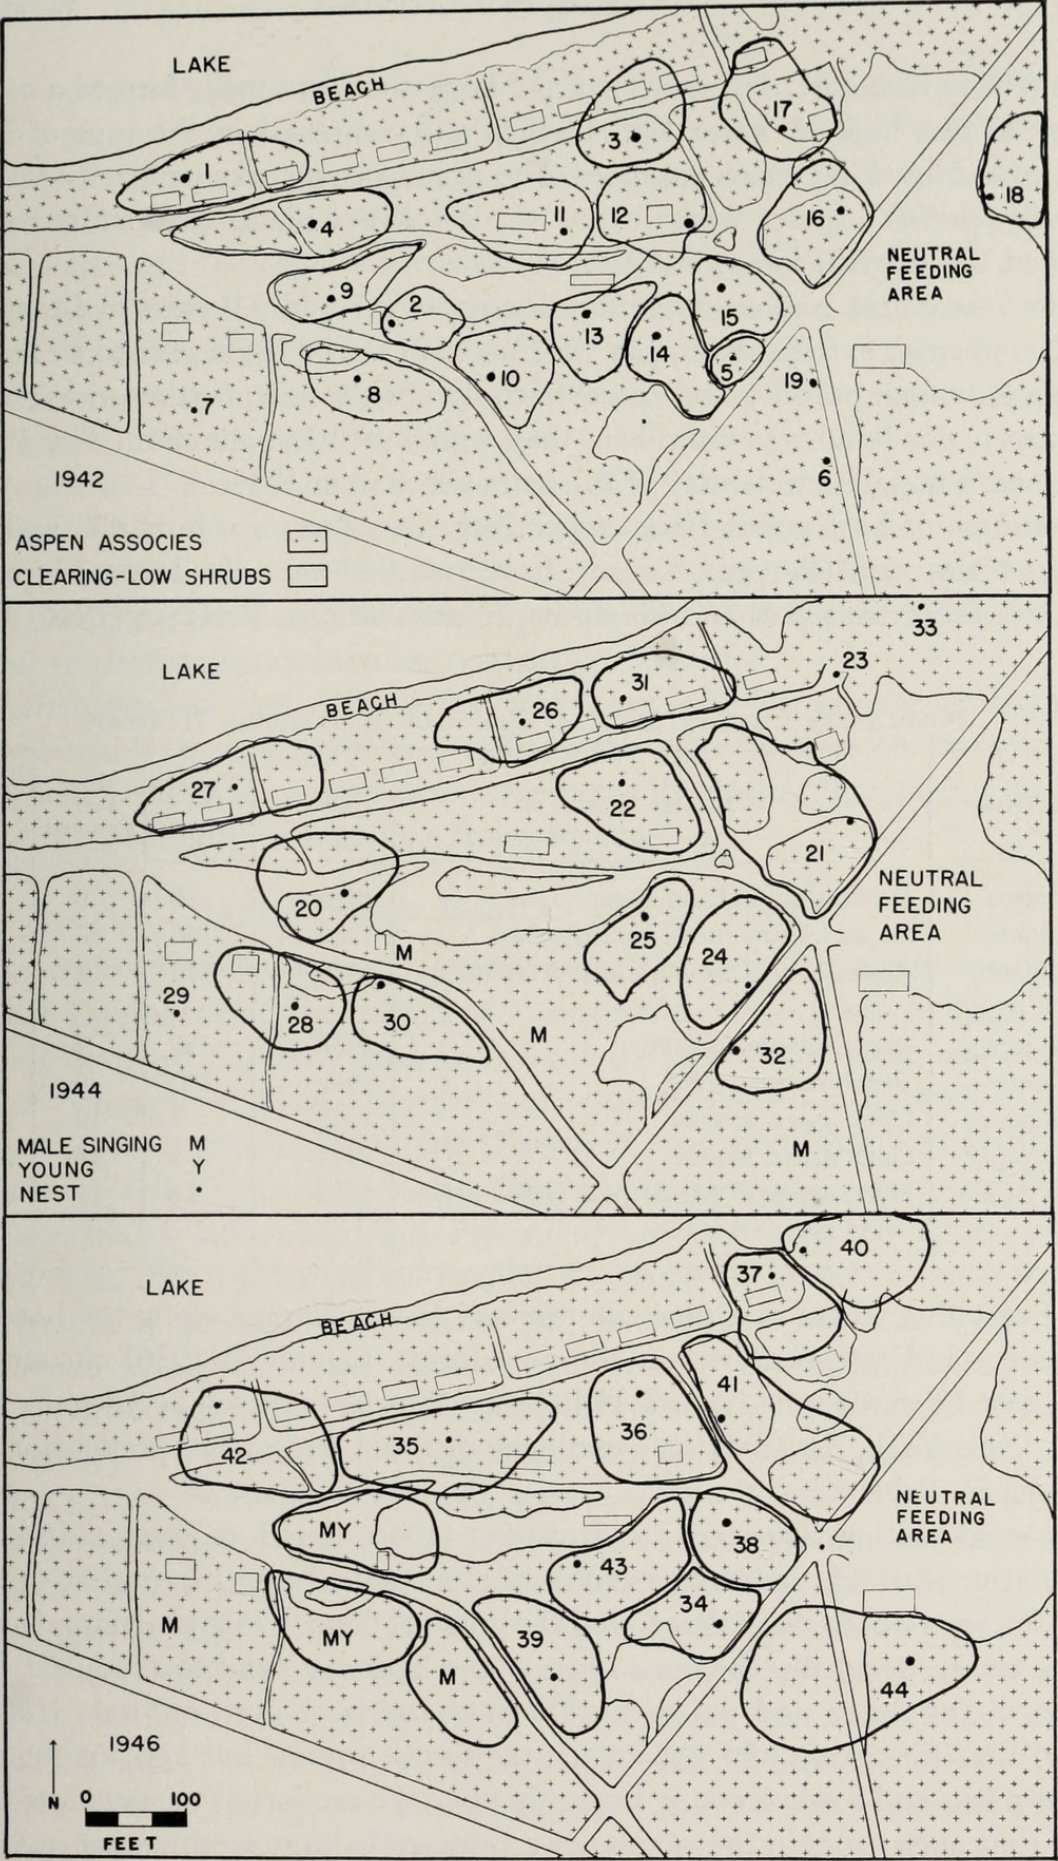 LAKE
BEACH
17
3
1
18
11
12
16
4
NEUTRAL
FEEDING
AREA
9
2
15
13
14
5
10
19
8
7
6
1942
ASPEN ASSOCIES
CLEARING-LOW SHRUBS
33
23
LAKE
31
BEACH
26
27
22
21
NEUTRAL
FEEDING
AREA
20
25
M
24
29
28
30
M
32
1944
MALE SINGING M
YOUNG Y
NEST
M
40
37
LAKE
BEACH
41
36
35
42
NEUTRAL
FEEDING
AREA
MY
38
43
34
M
MY
39
M
44
1946
N
0 100
FEET